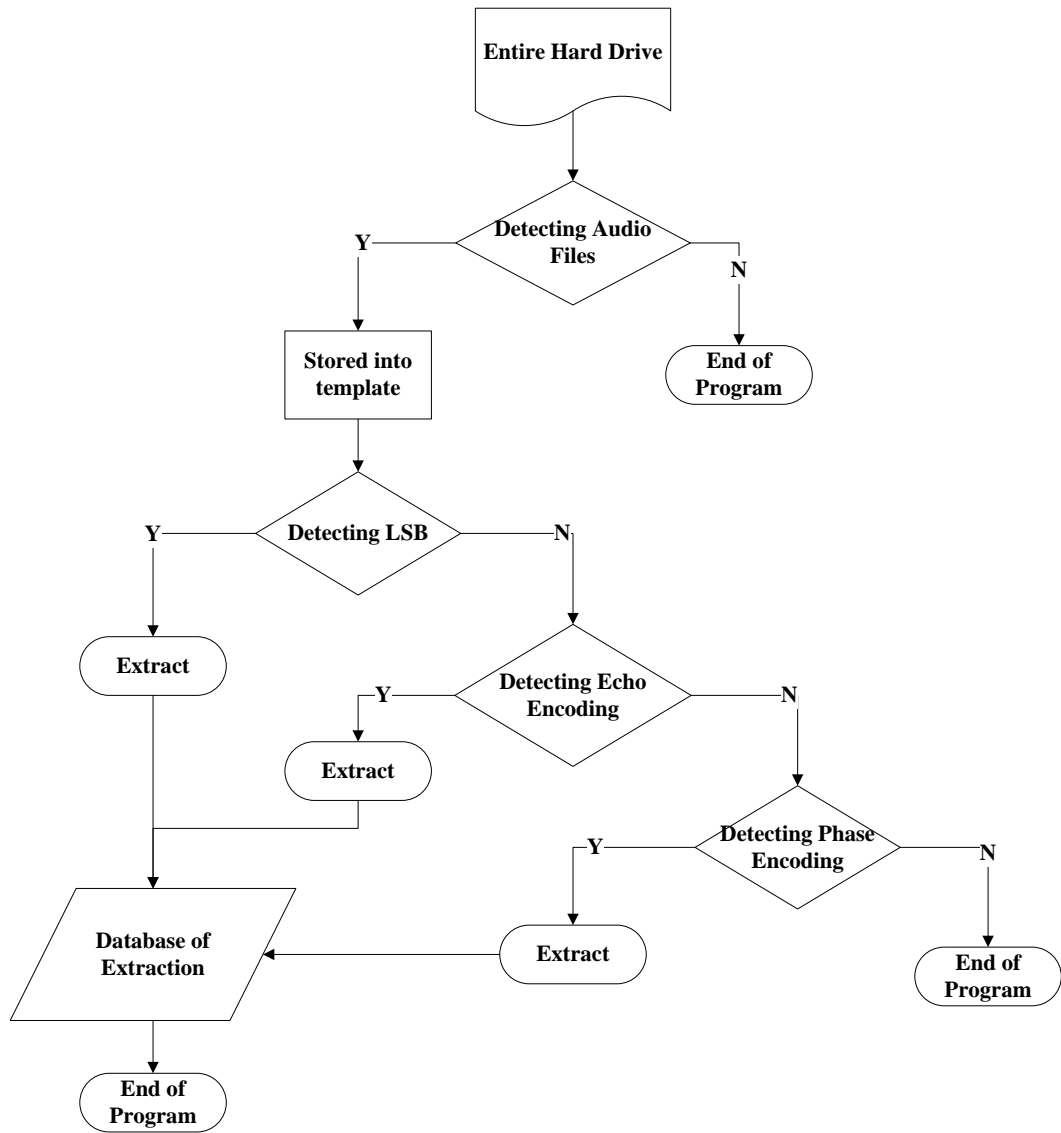 Entire Hard Drive
Detecting Audio
Files
Y
N
Stored into
template
End of
Program
Detecting LSB
Y
N
Extract
Detecting Echo
Encoding
Y
N
Extract
Detecting Phase
Encoding
Y
N
Database of
Extraction
Extract
End of
Program
End of
Program